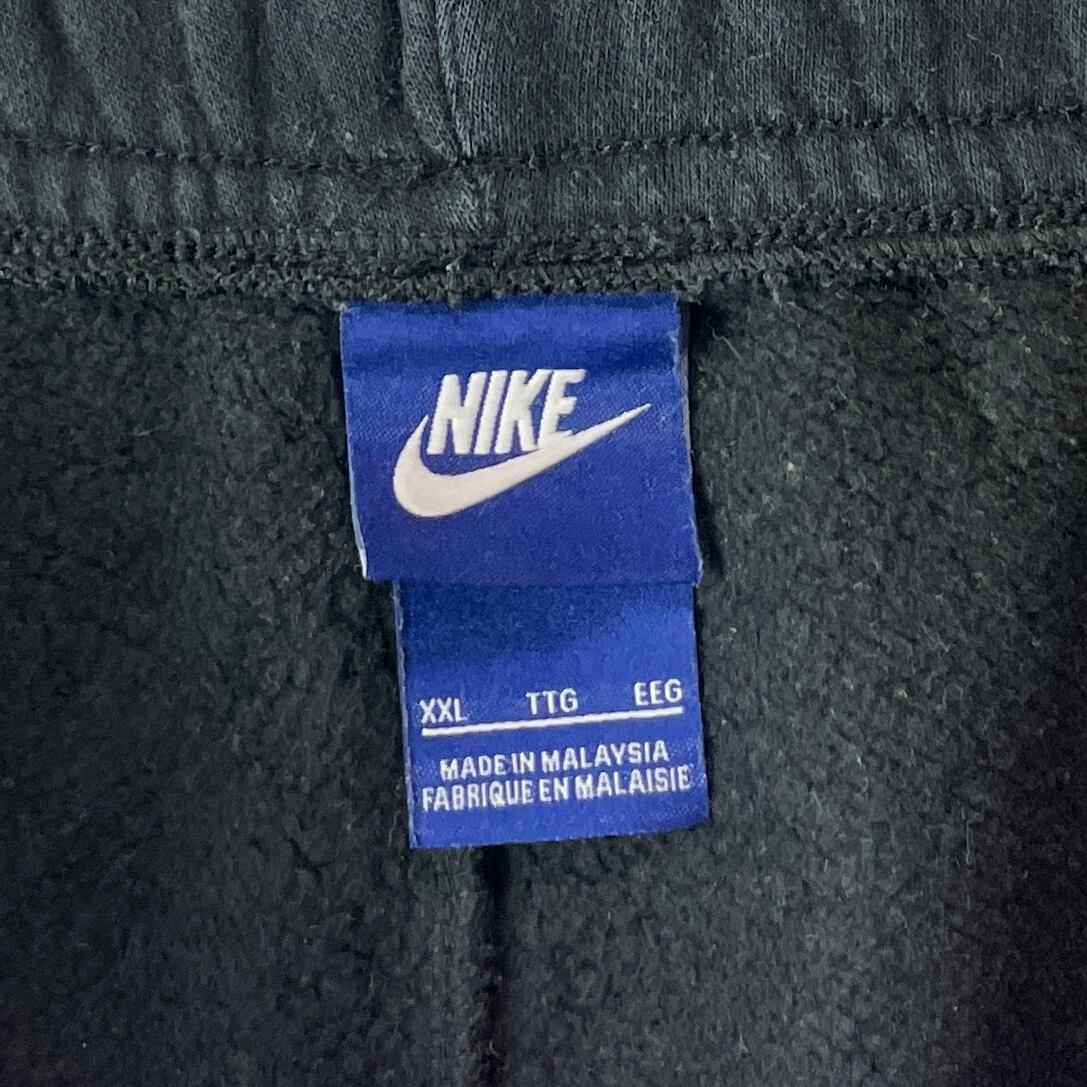 NIKE
XXL TTG EEG
MADE IN MALAYSIA
FABRIQUE EN MALAISIE